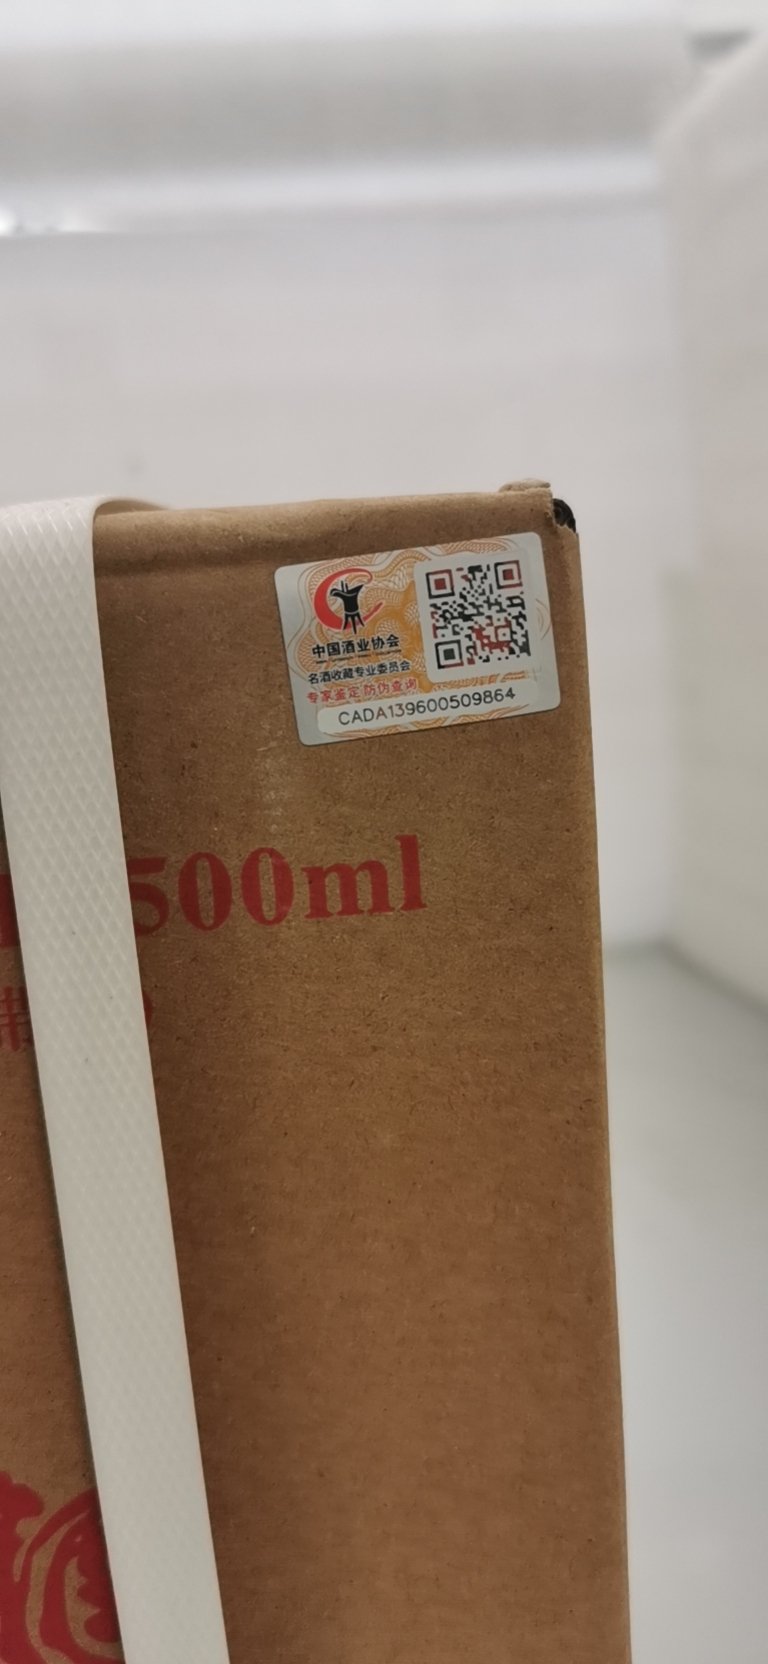 中国酒业协会
名酒收藏专业委员会
专家鉴定 防伪查询
CADA139600509864
500ml